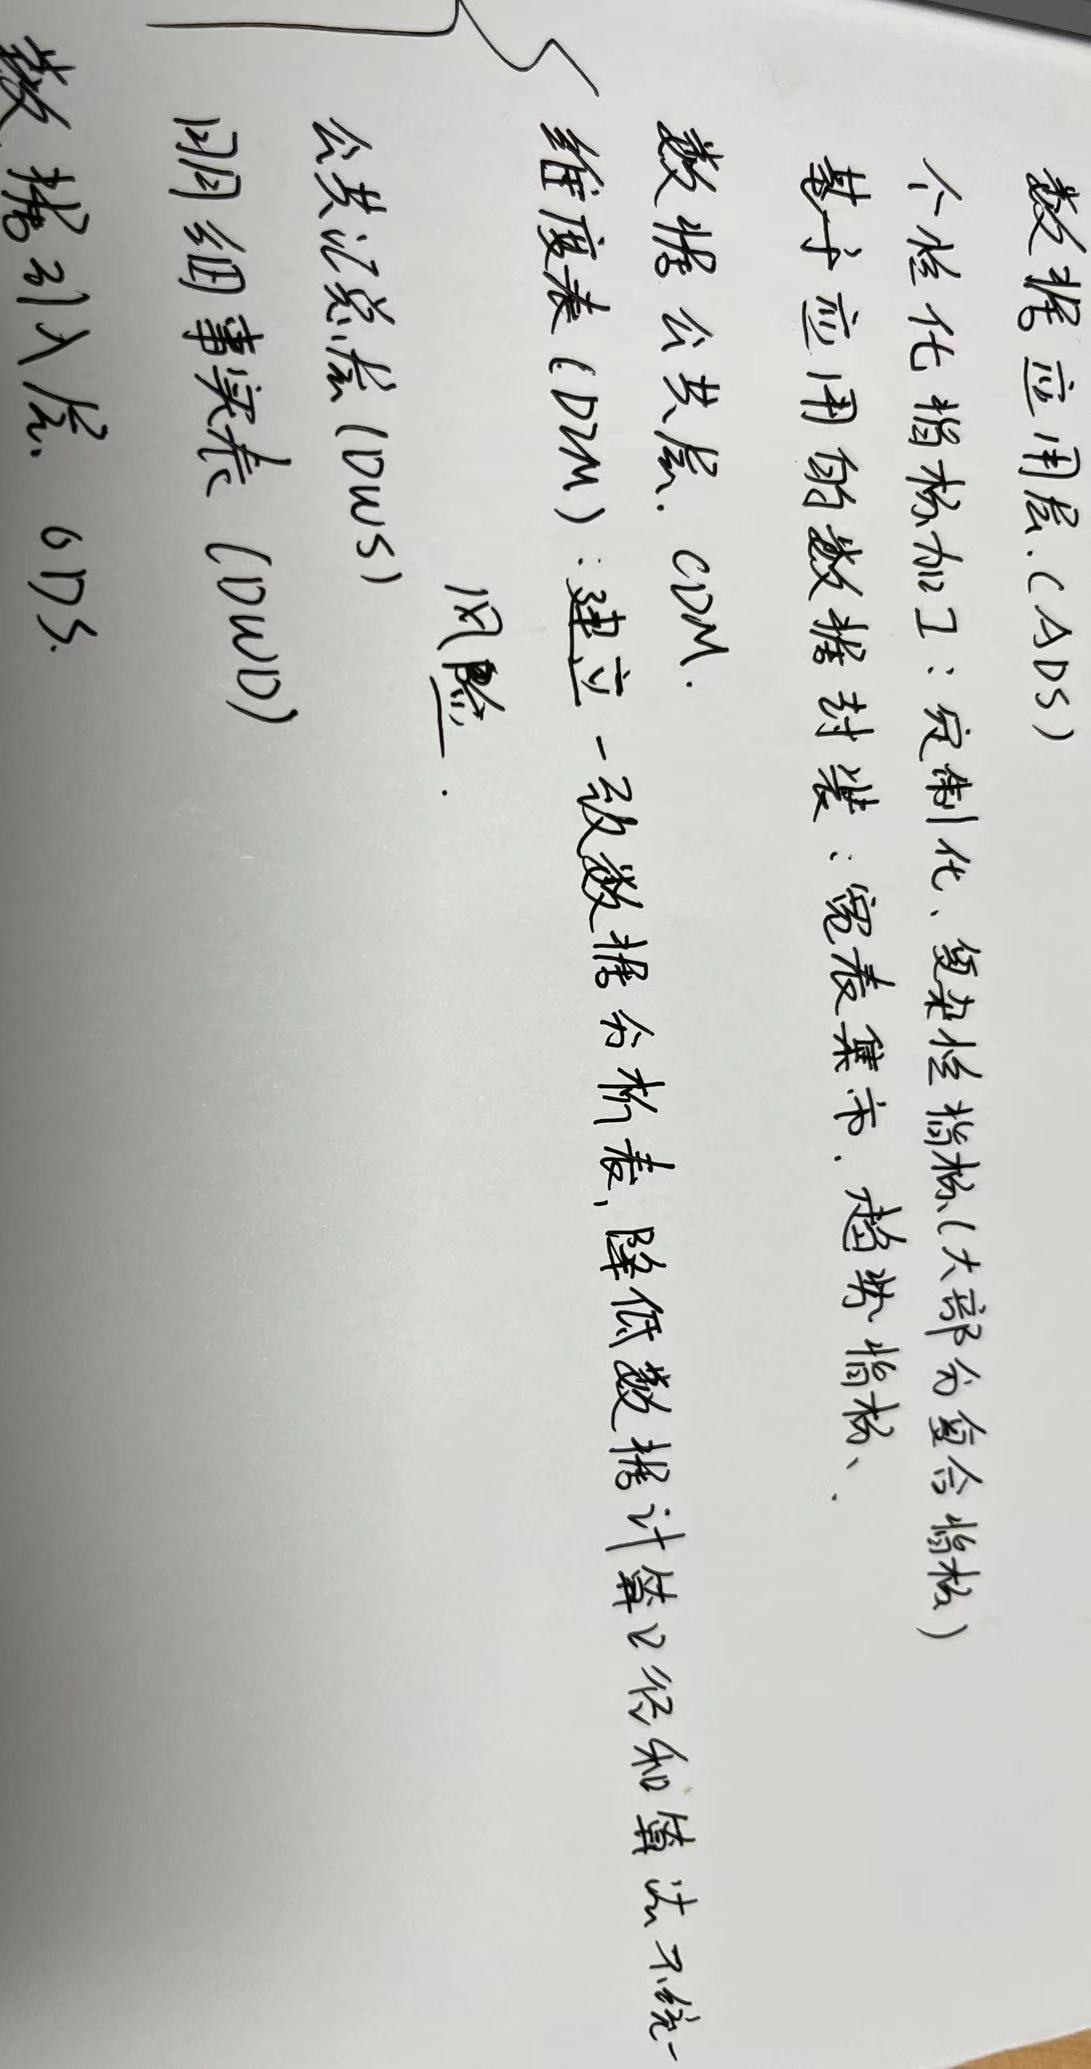 数据应用层.(ADS)
个性化指标加工：定制化、复杂性指标(大部分复合指标)
基于应用的数据封装：宽表集市.趋势指标、.
数据公共层. CDM.
维度表(DIM)：建立一致数据分析表,降低数据计算口径和算法不统一
风险.
公共汇总层(DWS)
明细事实表(DWD)
数据引入层. ODS.